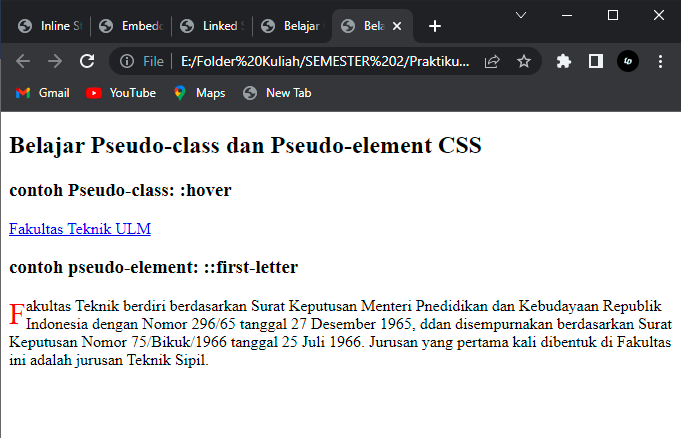 Inline S
Embedd
Linked S
Belajar
Bela
File
E:/Folder%20Kuliah/SEMESTER%202/Praktiku...
Gmail
YouTube
Maps
New Tab
Belajar Pseudo-class dan Pseudo-element CSS
contoh Pseudo-class: :hover
Fakultas Teknik ULM
contoh pseudo-element: ::first-letter
Fakultas Teknik berdiri berdasarkan Surat Keputusan Menteri Pnedidikan dan Kebudayaan Republik
Indonesia dengan Nomor 296/65 tanggal 27 Desember 1965, ddan disempurnakan berdasarkan Surat
Keputusan Nomor 75/Bikuk/1966 tanggal 25 Juli 1966. Jurusan yang pertama kali dibentuk di Fakultas
ini adalah jurusan Teknik Sipil.